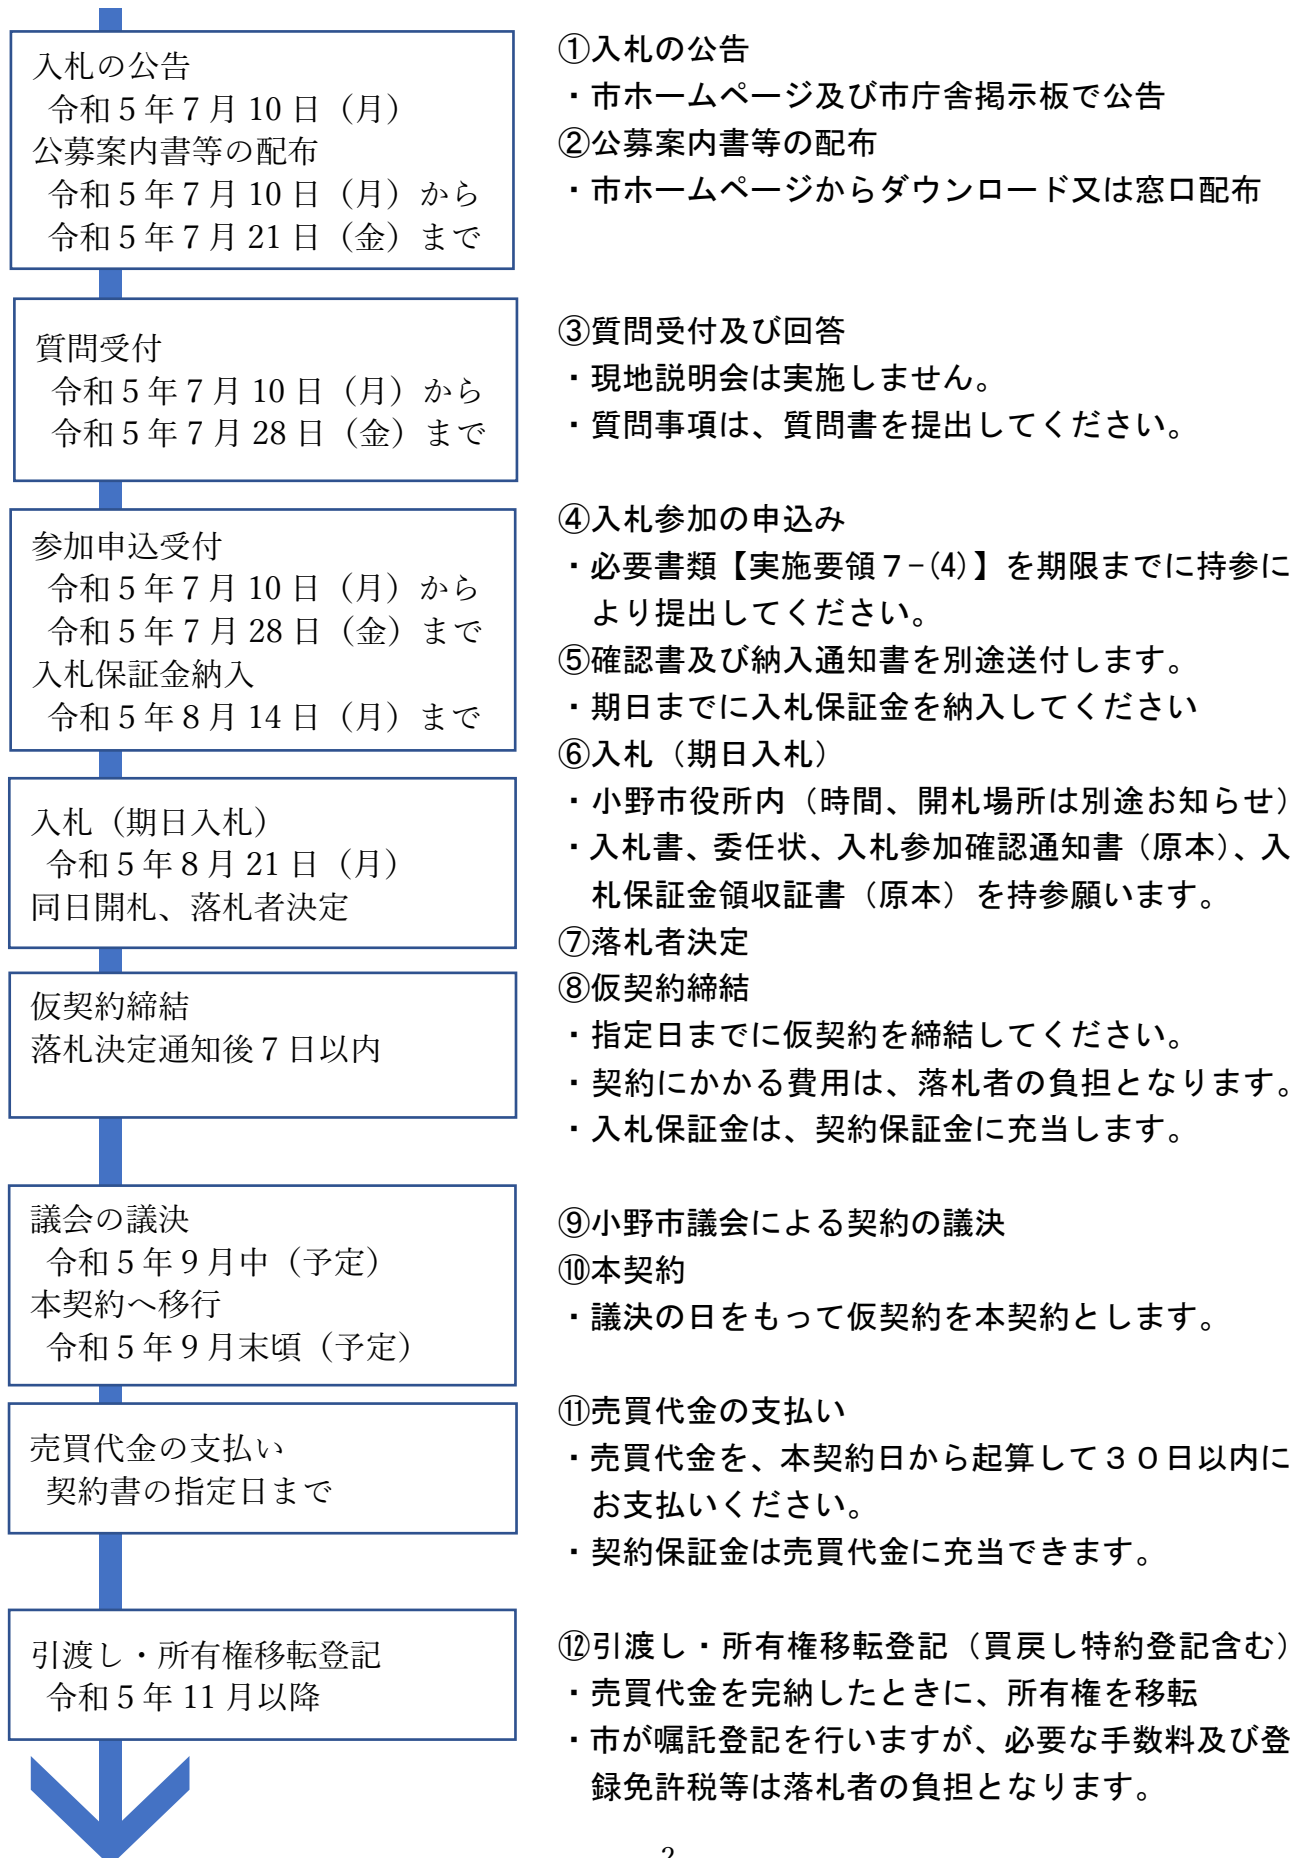 入札の公告
令和５年７月 10 日（月）
公募案内書等の配布
令和５年７月 10 日（月）から
令和５年７月 21 日（金）まで
①入札の公告
・市ホームページ及び市庁舎掲示板で公告
②公募案内書等の配布
・市ホームページからダウンロード又は窓口配布
質問受付
令和５年７月 10 日（月）から
令和５年７月 28 日（金）まで
③質問受付及び回答
・現地説明会は実施しません。
・質問事項は、質問書を提出してください。
参加申込受付
令和５年７月 10 日（月）から
令和５年７月 28 日（金）まで
入札保証金納入
令和５年８月 14 日（月）まで
④入札参加の申込み
・必要書類【実施要領７-(4)】を期限までに持参に
より提出してください。
⑤確認書及び納入通知書を別途送付します。
・期日までに入札保証金を納入してください
入札（期日入札）
令和５年８月 21 日（月）
同日開札、落札者決定
⑥入札（期日入札）
・小野市役所内（時間、開札場所は別途お知らせ）
・入札書、委任状、入札参加確認通知書（原本）、入
札保証金領収証書（原本）を持参願います。
⑦落札者決定
仮契約締結
落札決定通知後７日以内
⑧仮契約締結
・指定日までに仮契約を締結してください。
・契約にかかる費用は、落札者の負担となります。
・入札保証金は、契約保証金に充当します。
議会の議決
令和５年９月中（予定）
本契約へ移行
令和５年９月末頃（予定）
⑨小野市議会による契約の議決
⑩本契約
・議決の日をもって仮契約を本契約とします。
売買代金の支払い
契約書の指定日まで
⑪売買代金の支払い
・売買代金を、本契約日から起算して３０日以内に
お支払いください。
・契約保証金は売買代金に充当できます。
引渡し・所有権移転登記
令和５年 11 月以降
⑫引渡し・所有権移転登記（買戻し特約登記含む）
・売買代金を完納したときに、所有権を移転
・市が嘱託登記を行いますが、必要な手数料及び登
録免許税等は落札者の負担となります。
2